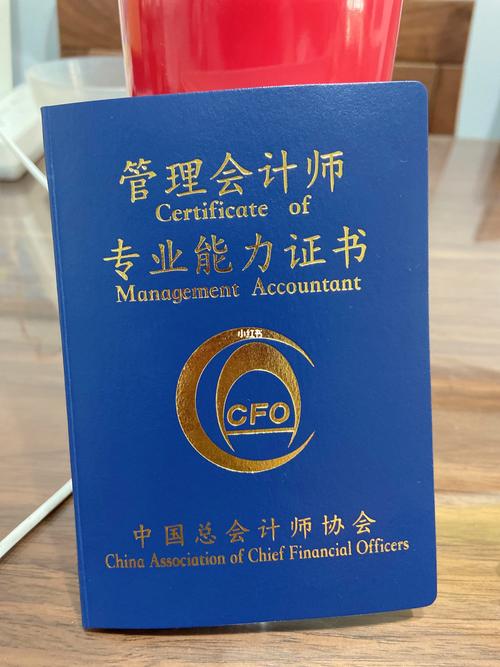 管理会计师
Certificate of
专业能力证书
Management Accountant
小红书
CFO
中国总会计师协会
China Association of Chief Financial Officers